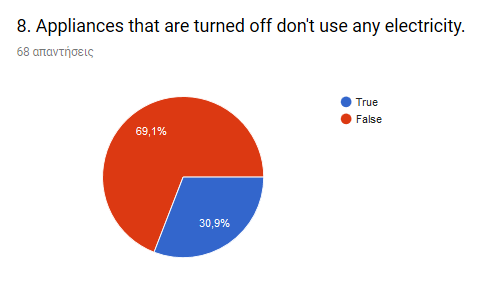 8. Appliances that are turned off don't use any electricity.
68 απαντήσεις
True
False
69,1%
30,9%